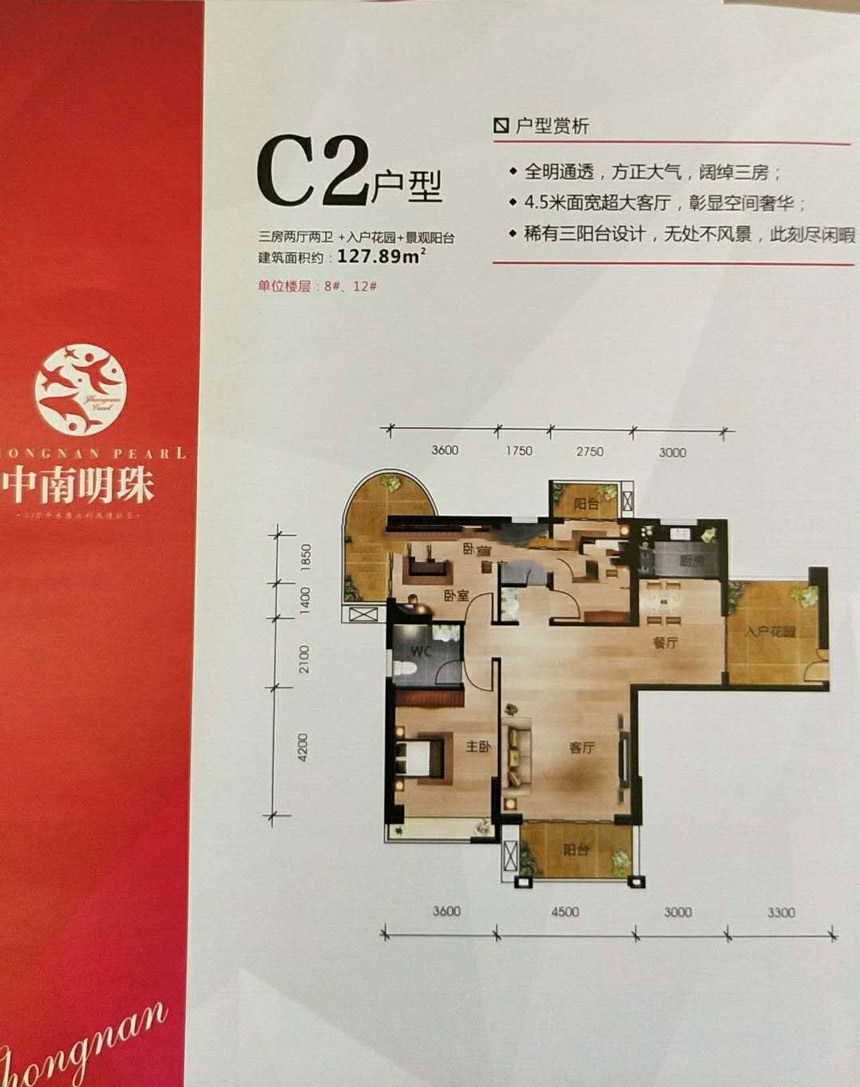 C2户型
三房两厅两卫 +入户花园+景观阳台
建筑面积约：127.89m²
单位楼层：8#、12#
户型赏析
◆ 全明通透，方正大气，阔绰三房；
◆ 4.5米面宽超大客厅，彰显空间奢华；
◆ 稀有三阳台设计，无处不风景，此刻尽闲暇
Zhongnan
Pearl
ONGNAN PEARL
中南明珠
3600 1750 2750 3000
1850
1400
2100
4200
阳台
卧室
厨房
卧室
WC
餐厅
入户花园
主卧
客厅
阳台
3600 4500 3000 3300
hongnan